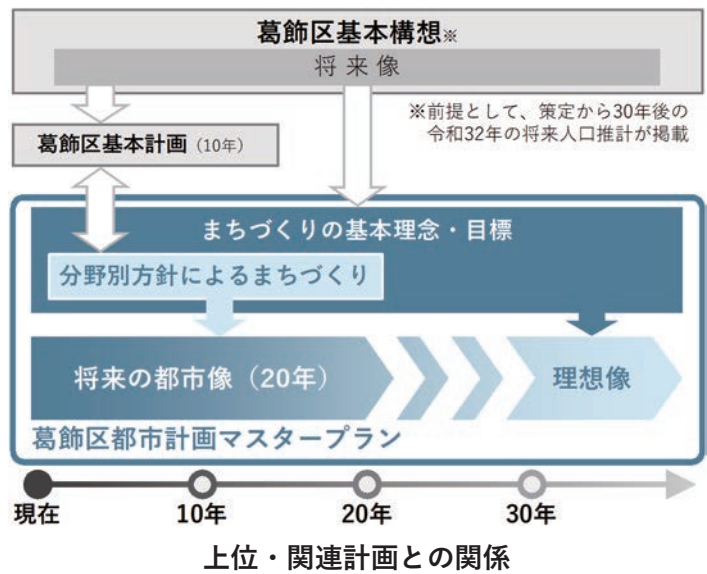 葛飾区基本構想※
将来像
※前提として、策定から30年後の
令和32年の将来人口推計が掲載
葛飾区基本計画（10年）
まちづくりの基本理念・目標
分野別方針によるまちづくり
将来の都市像（20年）
理想像
葛飾区都市計画マスタープラン
現在
10年
20年
30年
上位・関連計画との関係